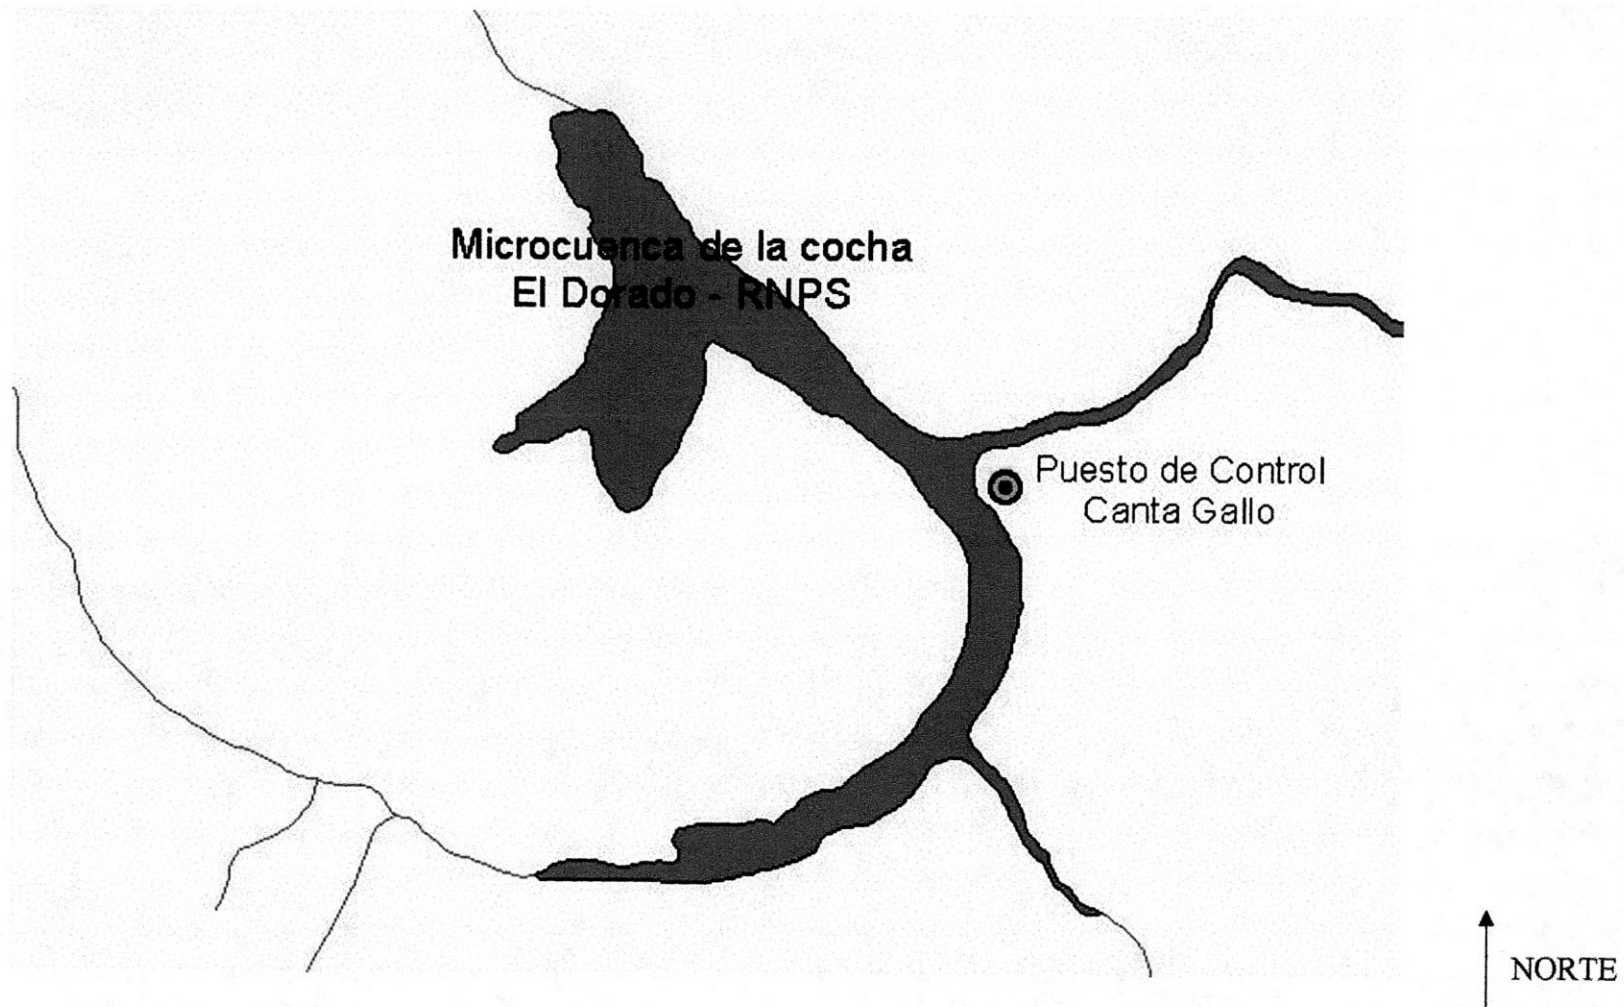 Microcuenca de la cocha
El Dorado - RNPS
Puesto de Control
Canta Gallo
NORTE